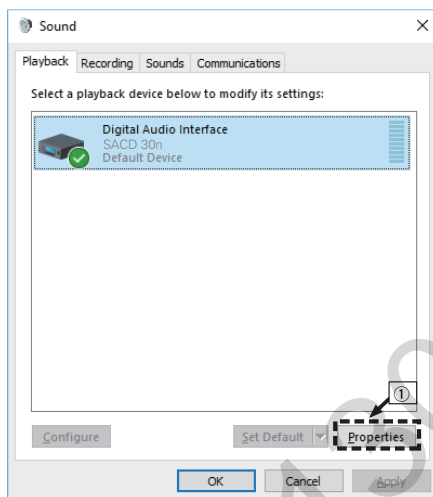 Sound
Playback Recording Sounds Communications
Select a playback device below to modify its settings:
Digital Audio Interface
SACD 30n
Default Device
①
Configure Set Default Properties
OK Cancel Apply